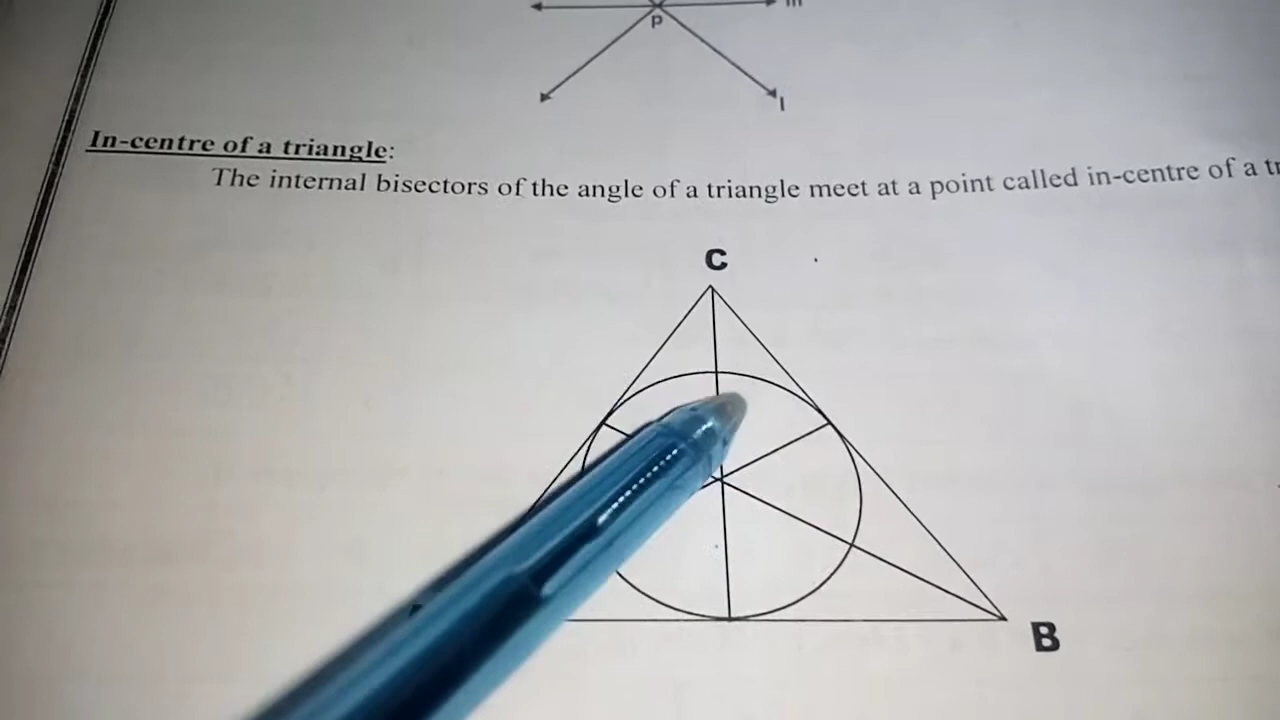 P
l
In-centre of a triangle:
The internal bisectors of the angle of a triangle meet at a point called in-centre of a
C
B